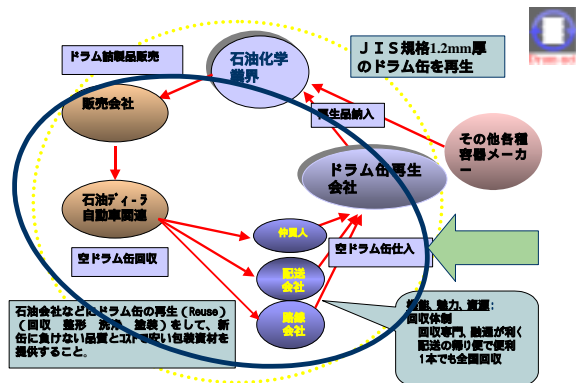 ドラム詰製品販売
石油化学
業界
ＪＩＳ規格1.2mm厚
のドラム缶を再生
販売会社
再生品納入
その他各種
容器メーカ
ー
ドラム缶再生
会社
石油ディ-ラ
自動車関連
仲買人
空ドラム缶仕入
空ドラム缶回収
配送
会社
路線
会社
石油会社などにドラム缶の再生（Reuse）
（回収　整形　洗浄　塗装）をして、新
缶に負けない品質とコストで安い包装資材を
提供すること。
機能、魅力、資源：
回収体制
回収専門、融通が利く
配送の帰り便で便利
1本でも全国回収